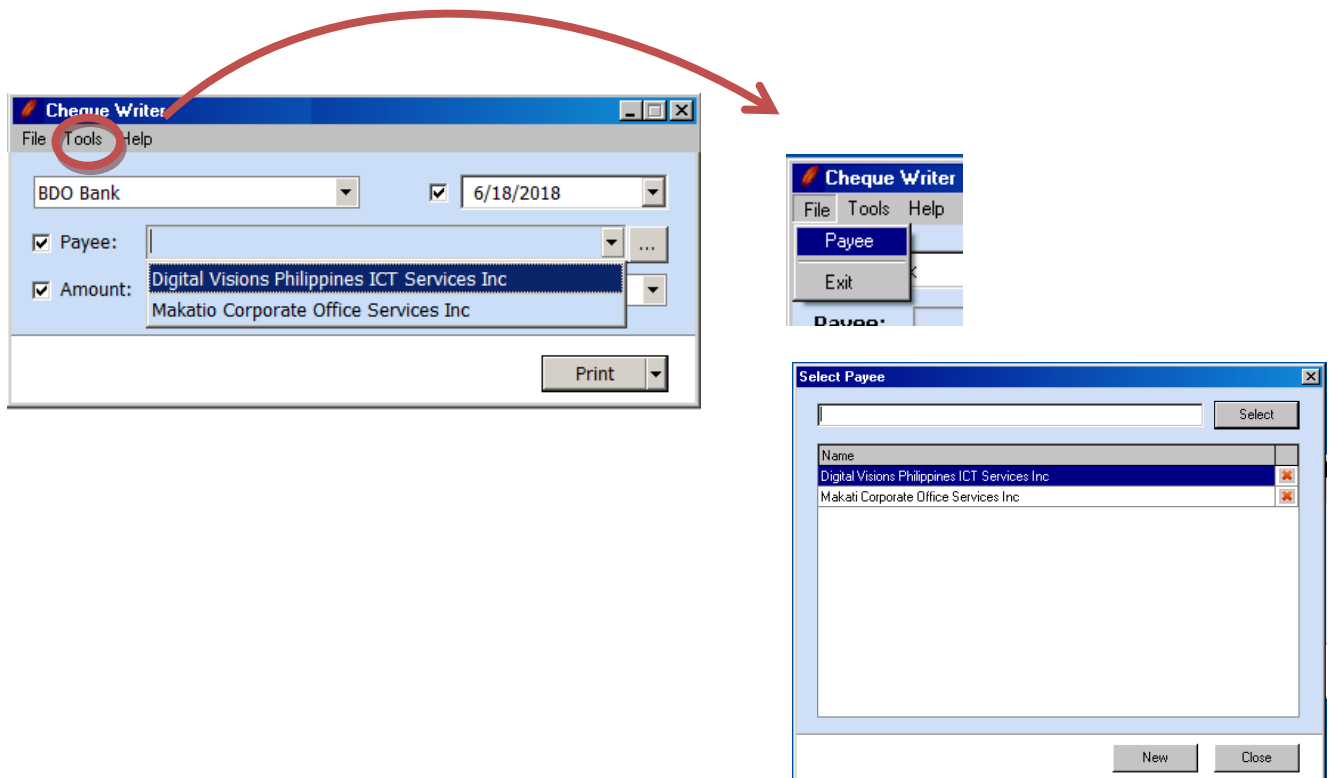 Cheque Writer
File Tools Help
BDO Bank
6/18/2018
Payee:
...
Digital Visions Philippines ICT Services Inc
Makatio Corporate Office Services Inc
Amount:
Print
Cheque Writer
File Tools Help
Payee
Exit
Payee:
Select Payee
Select
Name
Digital Visions Philippines ICT Services Inc
Makati Corporate Office Services Inc
New Close